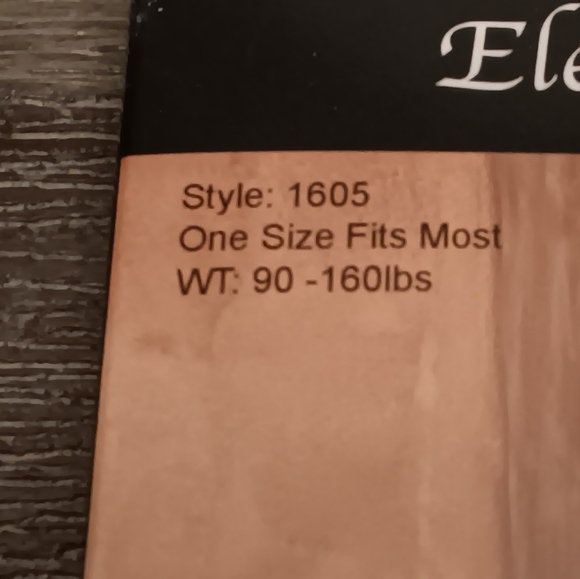 Ele
Style: 1605
One Size Fits Most
WT: 90 -160lbs